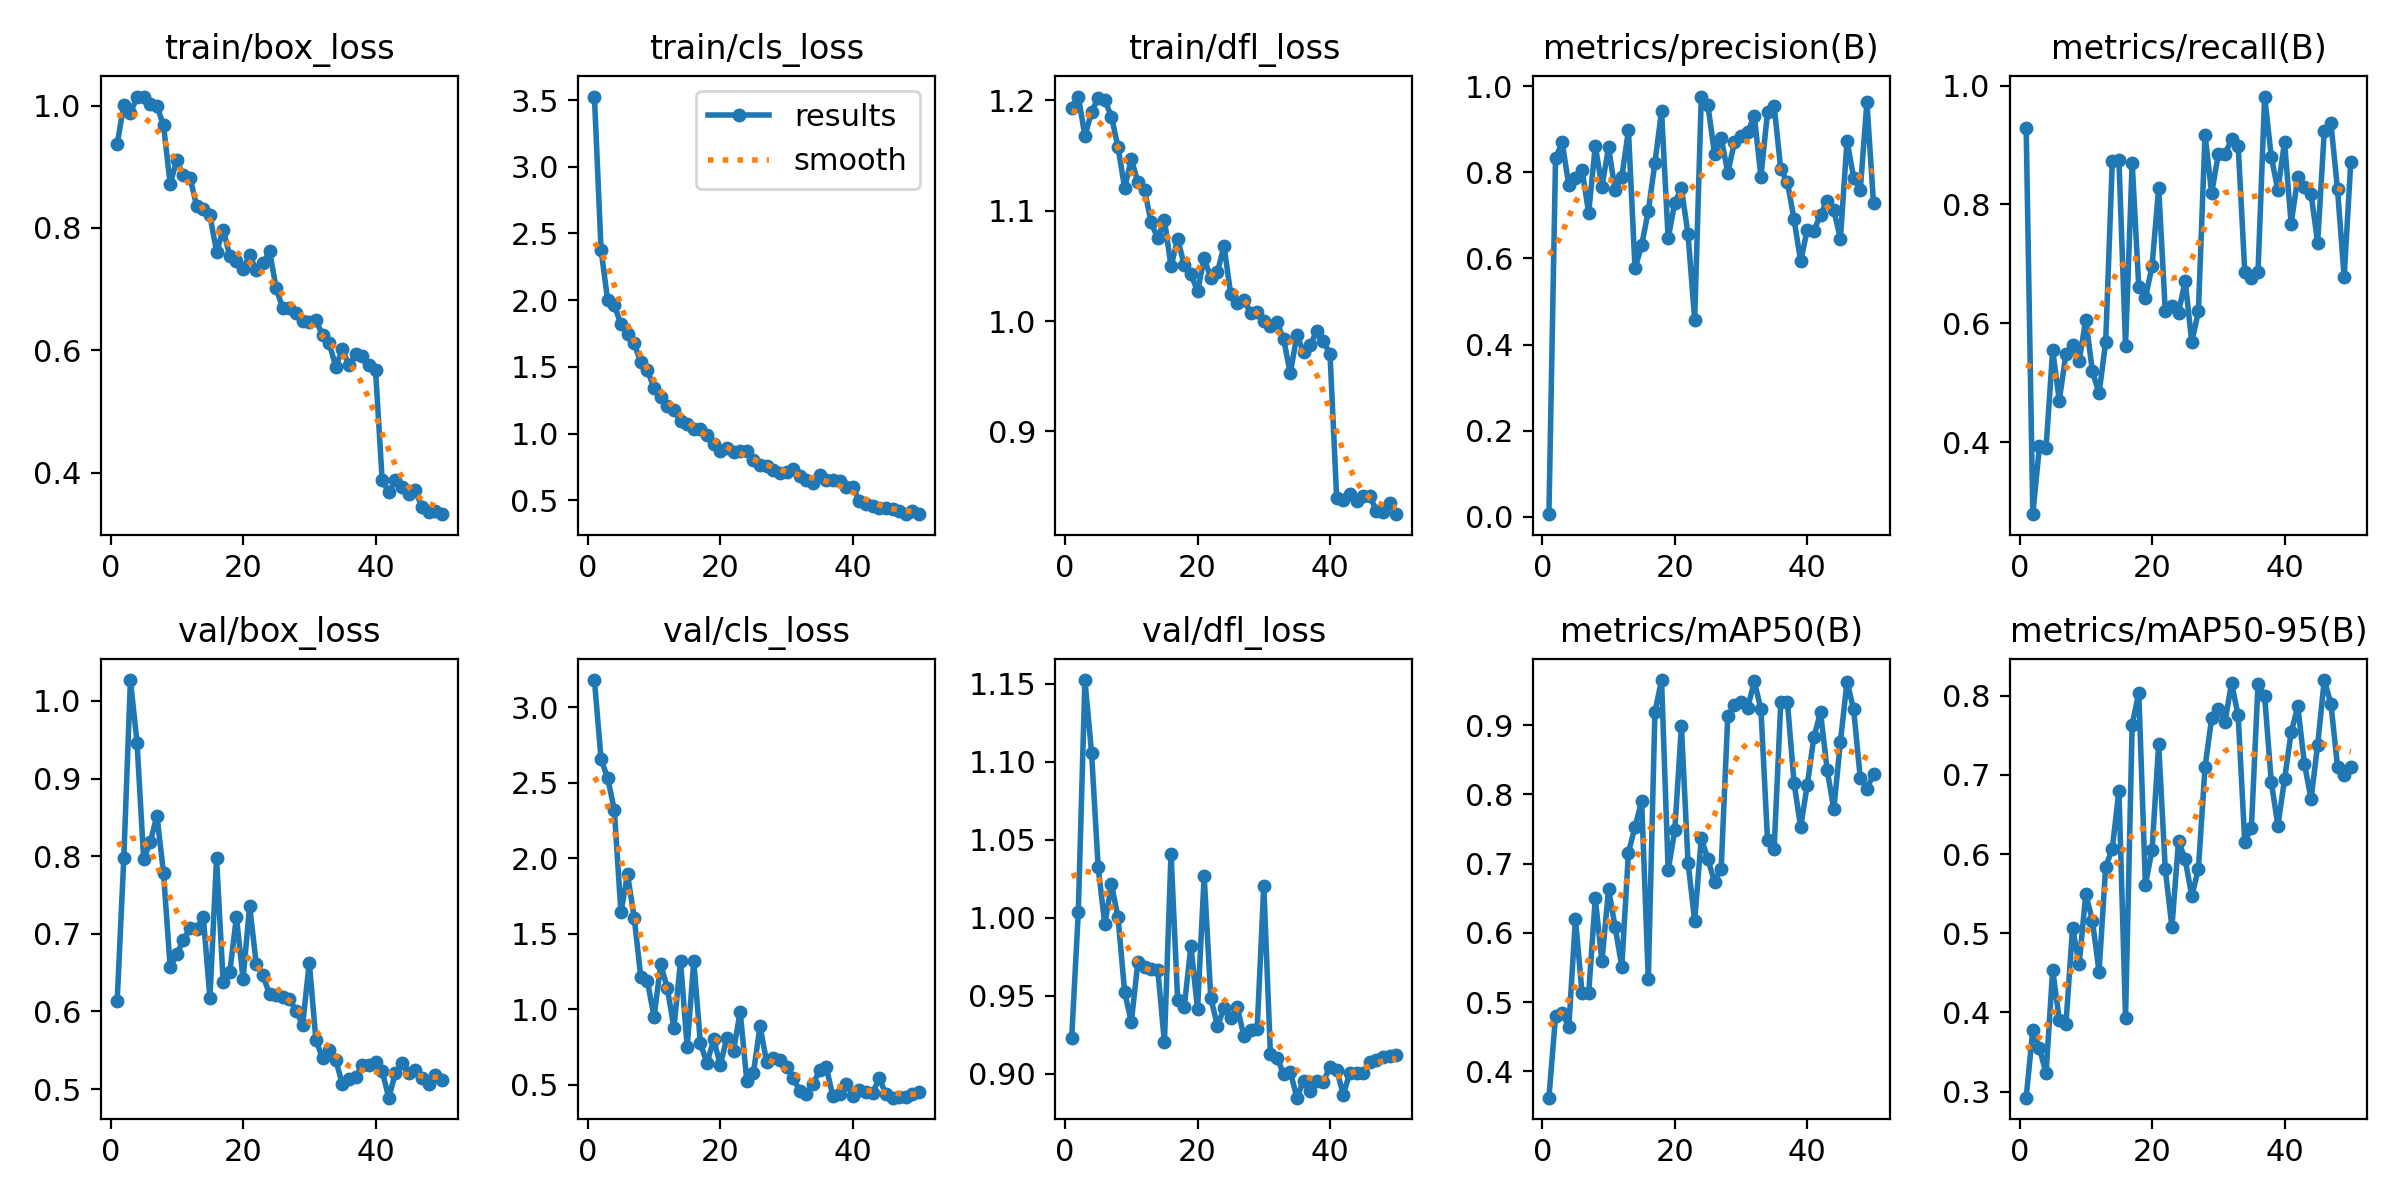 train/box_loss
train/cls_loss
train/dfl_loss
metrics/precision(B)
metrics/recall(B)
1.0
0.8
0.6
0.4
0 20 40
3.5
3.0
2.5
2.0
1.5
1.0
0.5
results
smooth
0 20 40
1.2
1.1
1.0
0.9
0 20 40
1.0
0.8
0.6
0.4
0.2
0.0
0 20 40
1.0
0.8
0.6
0.4
0 20 40
val/box_loss
val/cls_loss
val/dfl_loss
metrics/mAP50(B)
metrics/mAP50-95(B)
1.0
0.9
0.8
0.7
0.6
0.5
0 20 40
3.0
2.5
2.0
1.5
1.0
0.5
0 20 40
1.15
1.10
1.05
1.00
0.95
0.90
0 20 40
0.9
0.8
0.7
0.6
0.5
0.4
0 20 40
0.8
0.7
0.6
0.5
0.4
0.3
0 20 40